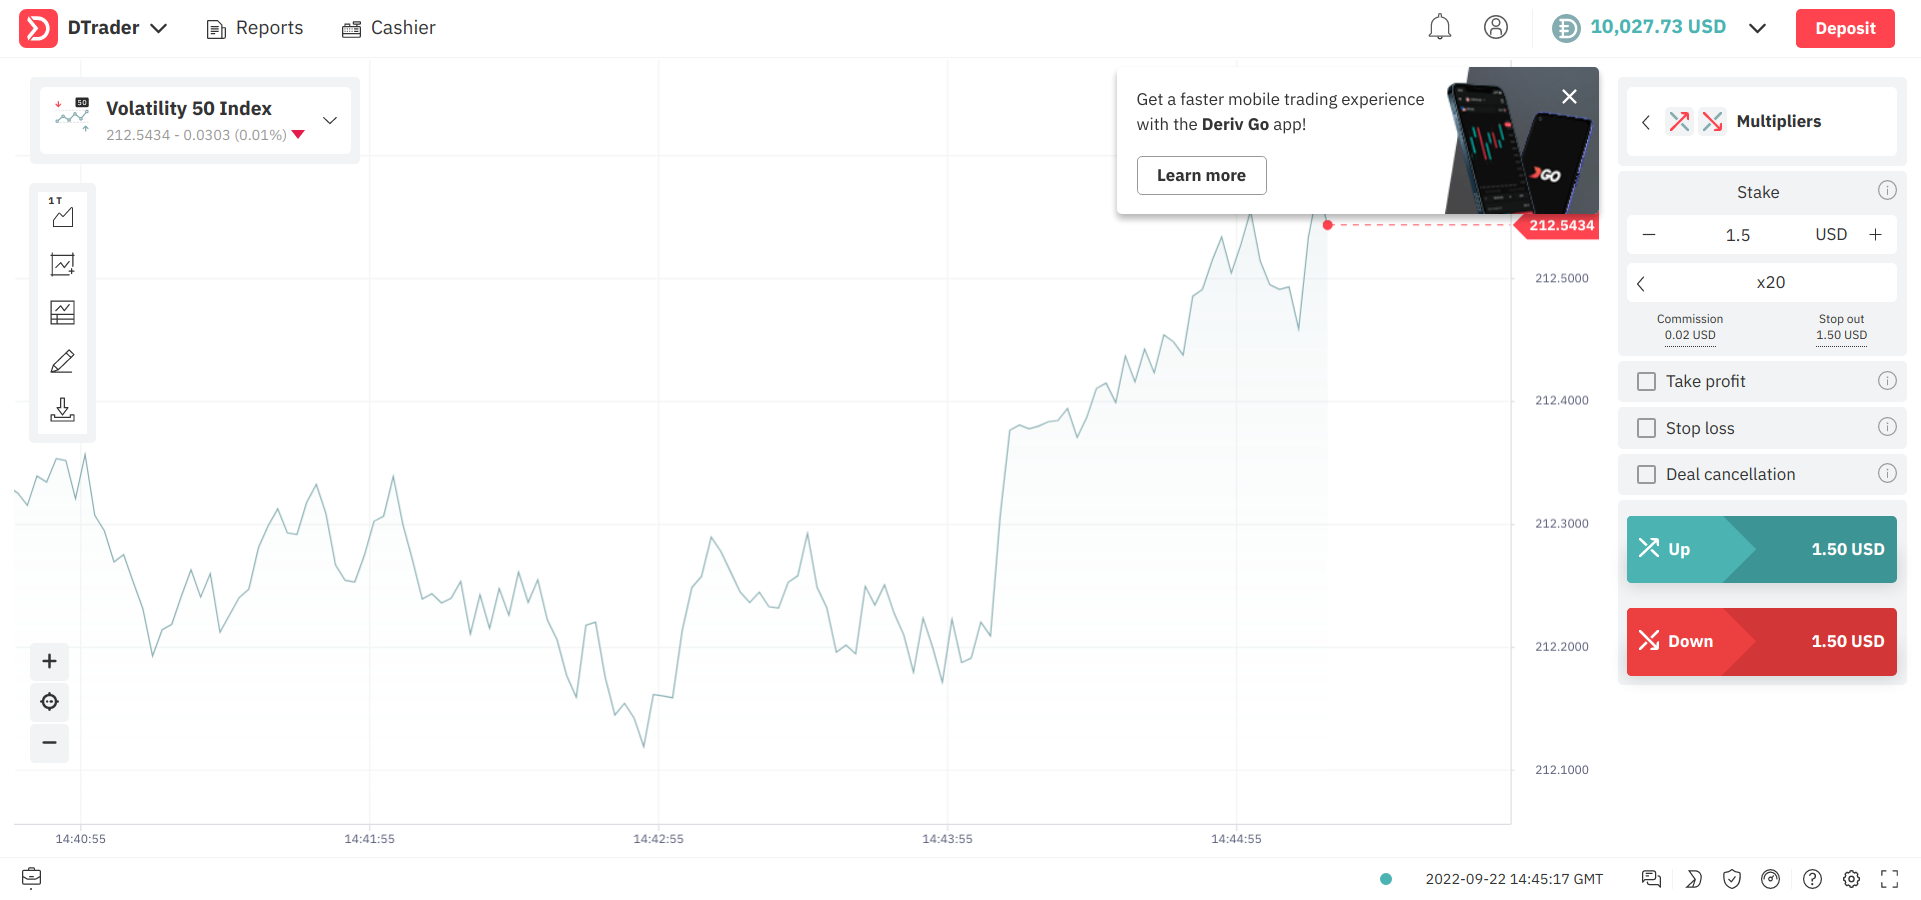 DTrader
Reports
Cashier
10,027.73 USD
Deposit
50
Volatility 50 Index
212.5434 - 0.0303 (0.01%)
Get a faster mobile trading experience
with the Deriv Go app!
Learn more
GO
1T
212.5434
212.5000
212.4000
212.3000
212.2000
212.1000
14:40:55
14:41:55
14:42:55
14:43:55
14:44:55
Multipliers
Stake
1.5
USD
x20
Commission
0.02 USD
Stop out
1.50 USD
Take profit
Stop loss
Deal cancellation
Up
1.50 USD
Down
1.50 USD
2022-09-22 14:45:17 GMT